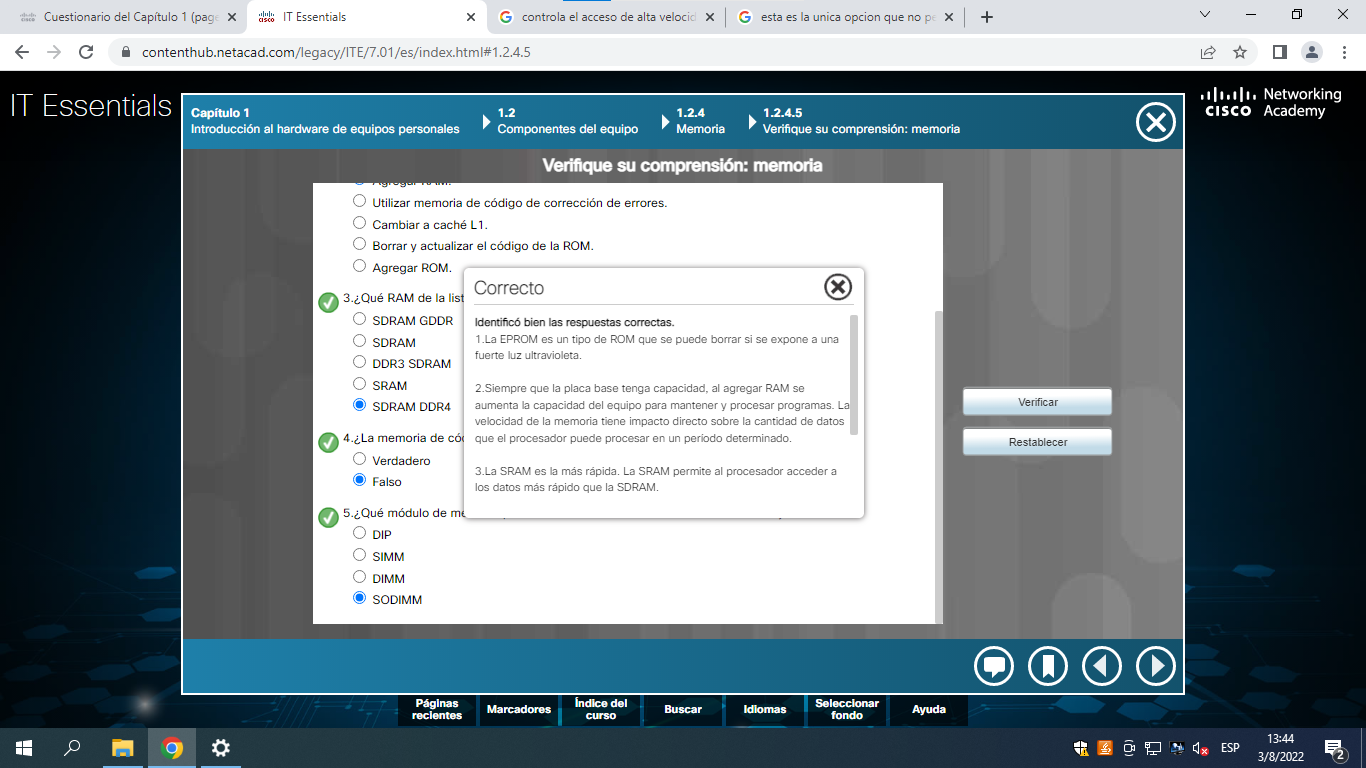 Cuestionario del Capítulo 1 (page
IT Essentials
controla el acceso de alta velocid
esta es la unica opcion que no pe
contenthub.netacad.com/legacy/ITE/7.01/es/index.html#1.2.4.5
IT Essentials
Capítulo 1
Introducción al hardware de equipos personales
1.2
Componentes del equipo
1.2.4
Memoria
1.2.4.5
Verifique su comprensión: memoria
CISCO
Networking
Academy
Verifique su comprensión: memoria
Agregar RAM.
Utilizar memoria de código de corrección de errores.
Cambiar a caché L1.
Borrar y actualizar el código de la ROM.
Agregar ROM.
3.¿Qué RAM de la list
SDRAM GDDR
SDRAM
DDR3 SDRAM
SRAM
SDRAM DDR4
4.¿La memoria de cód
Verdadero
Falso
5.¿Qué módulo de me
DIP
SIMM
DIMM
SODIMM
Correcto
Identificó bien las respuestas correctas.
1.La EPROM es un tipo de ROM que se puede borrar si se expone a una
fuerte luz ultravioleta.
2.Siempre que la placa base tenga capacidad, al agregar RAM se
aumenta la capacidad del equipo para mantener y procesar programas. La
velocidad de la memoria tiene impacto directo sobre la cantidad de datos
que el procesador puede procesar en un período determinado.
3.La SRAM es la más rápida. La SRAM permite al procesador acceder a
los datos más rápido que la SDRAM.
Verificar
Restablecer
Páginas
recientes
Marcadores
Índice del
curso
Buscar
Idiomas
Seleccionar
fondo
Ayuda
ESP
13:44
3/8/2022
2